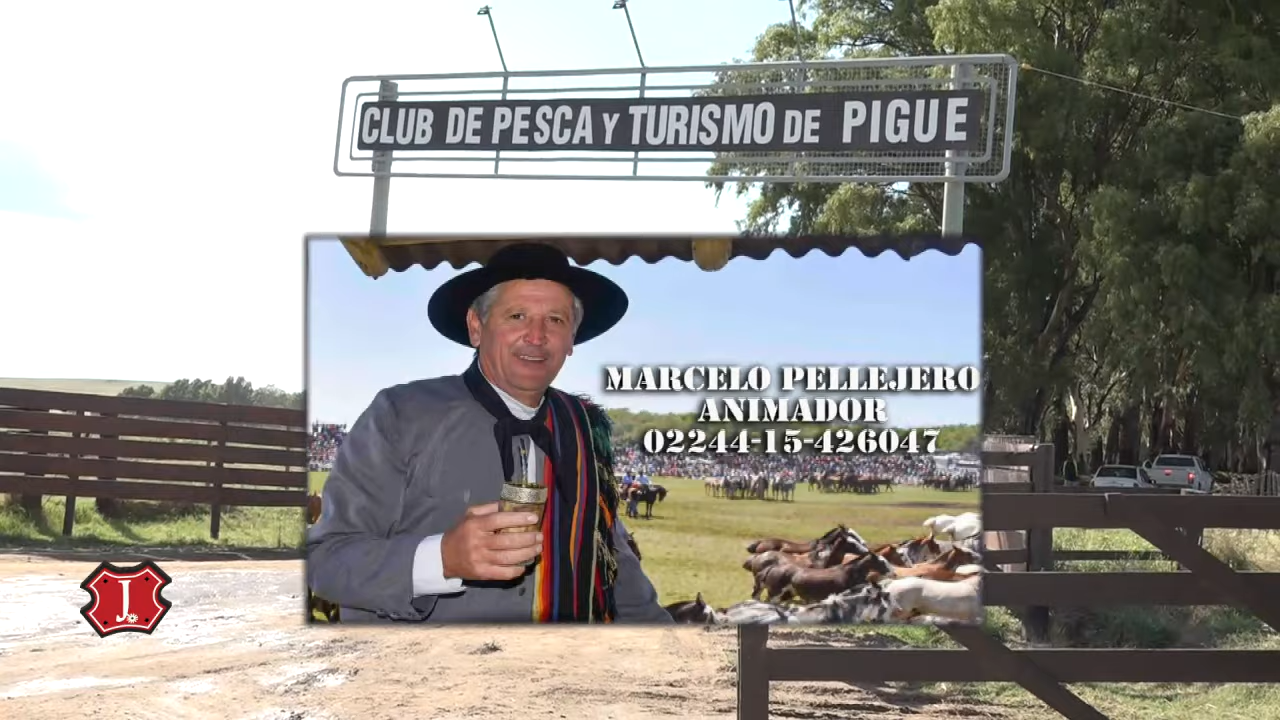 CLUB DE PESCA Y TURISMO DE PIGUE
MARCELO PELLEJERO
ANIMADOR
02244-15-426047
J